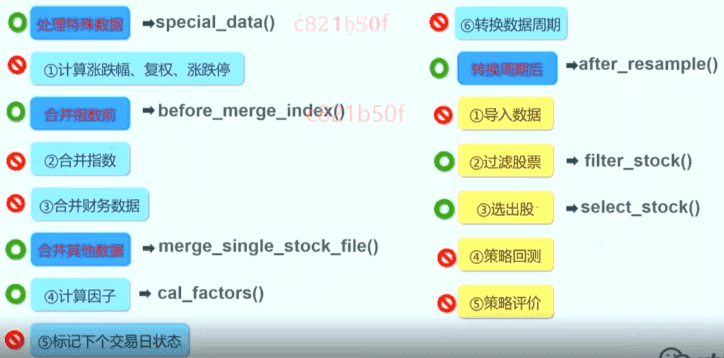 处理特殊数据 ➡special_data()
c821b50f
①计算涨跌幅、复权、涨跌停
合并指数前 ➡before_merge_index()
c821b50f
②合并指数
③合并财务数据
合并其他数据 ➡merge_single_stock_file()
④计算因子 ➡ cal_factors()
⑤标记下个交易日状态
⑥转换数据周期
转换周期后 ➡after_resample()
①导入数据
②过滤股票 ➡ filter_stock()
③选出股 ➡select_stock()
④策略回测
⑤策略评价